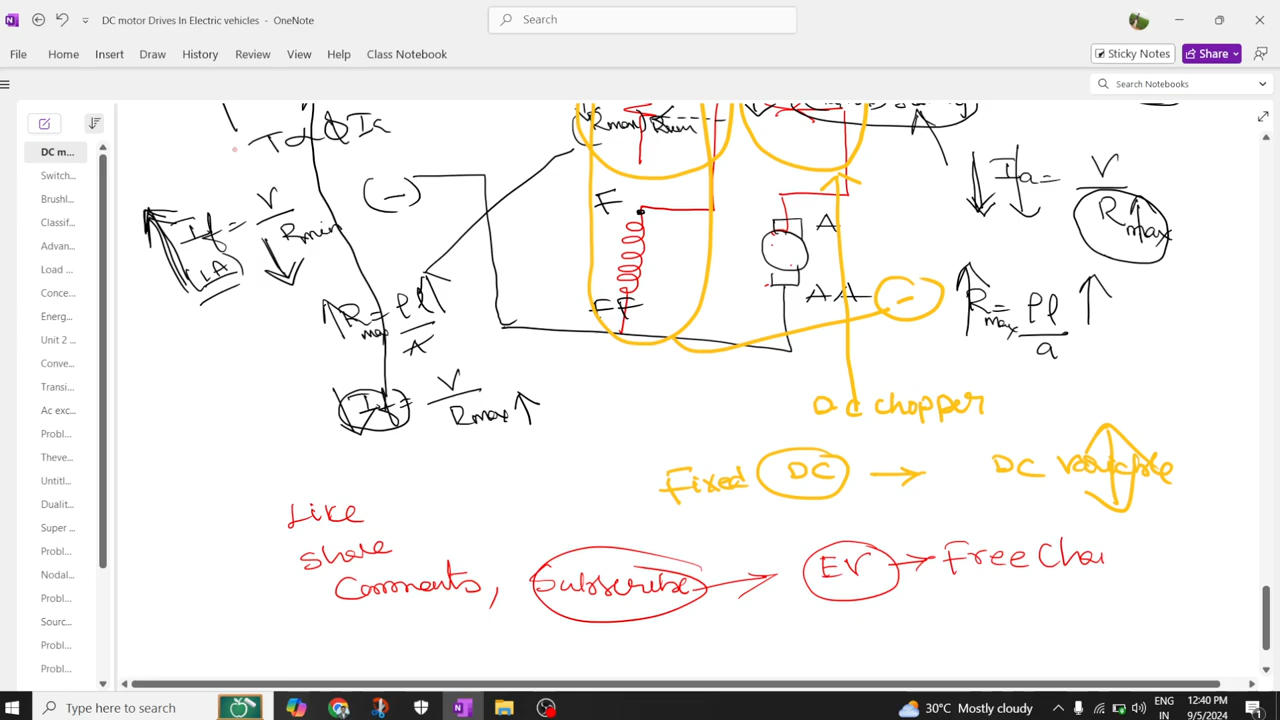 DC motor Drives In Electric vehicles - OneNote
Search
File Home Insert Draw History Review View Help Class Notebook
Sticky Notes
Share
Search Notebooks
DC m...
Switch...
Brushl...
Classif...
Advan...
Load ...
Conce...
Energ...
Unit 2 ...
Conve...
Transi...
Ac exc...
Probl...
Theve...
Untitl...
Dualit...
Super ...
Probl...
Nodal...
Probl...
Sourc...
Probl...
Probl...
T ∝ Φ Ia
(-)
If = V / Rmin
(1A)
Rmax = ρl / A
If = V / Rmax ↑
Rmax
Rmin
F
FF
A
AA
-
Ia = V / Rmax
Rmax = ρl / a
DC chopper
Fixed DC → DC variable
Like
Share
Comments, Subscribe → EV → Free Cha
Type here to search
30°C Mostly cloudy
ENG
IN
12:40 PM
9/5/2024